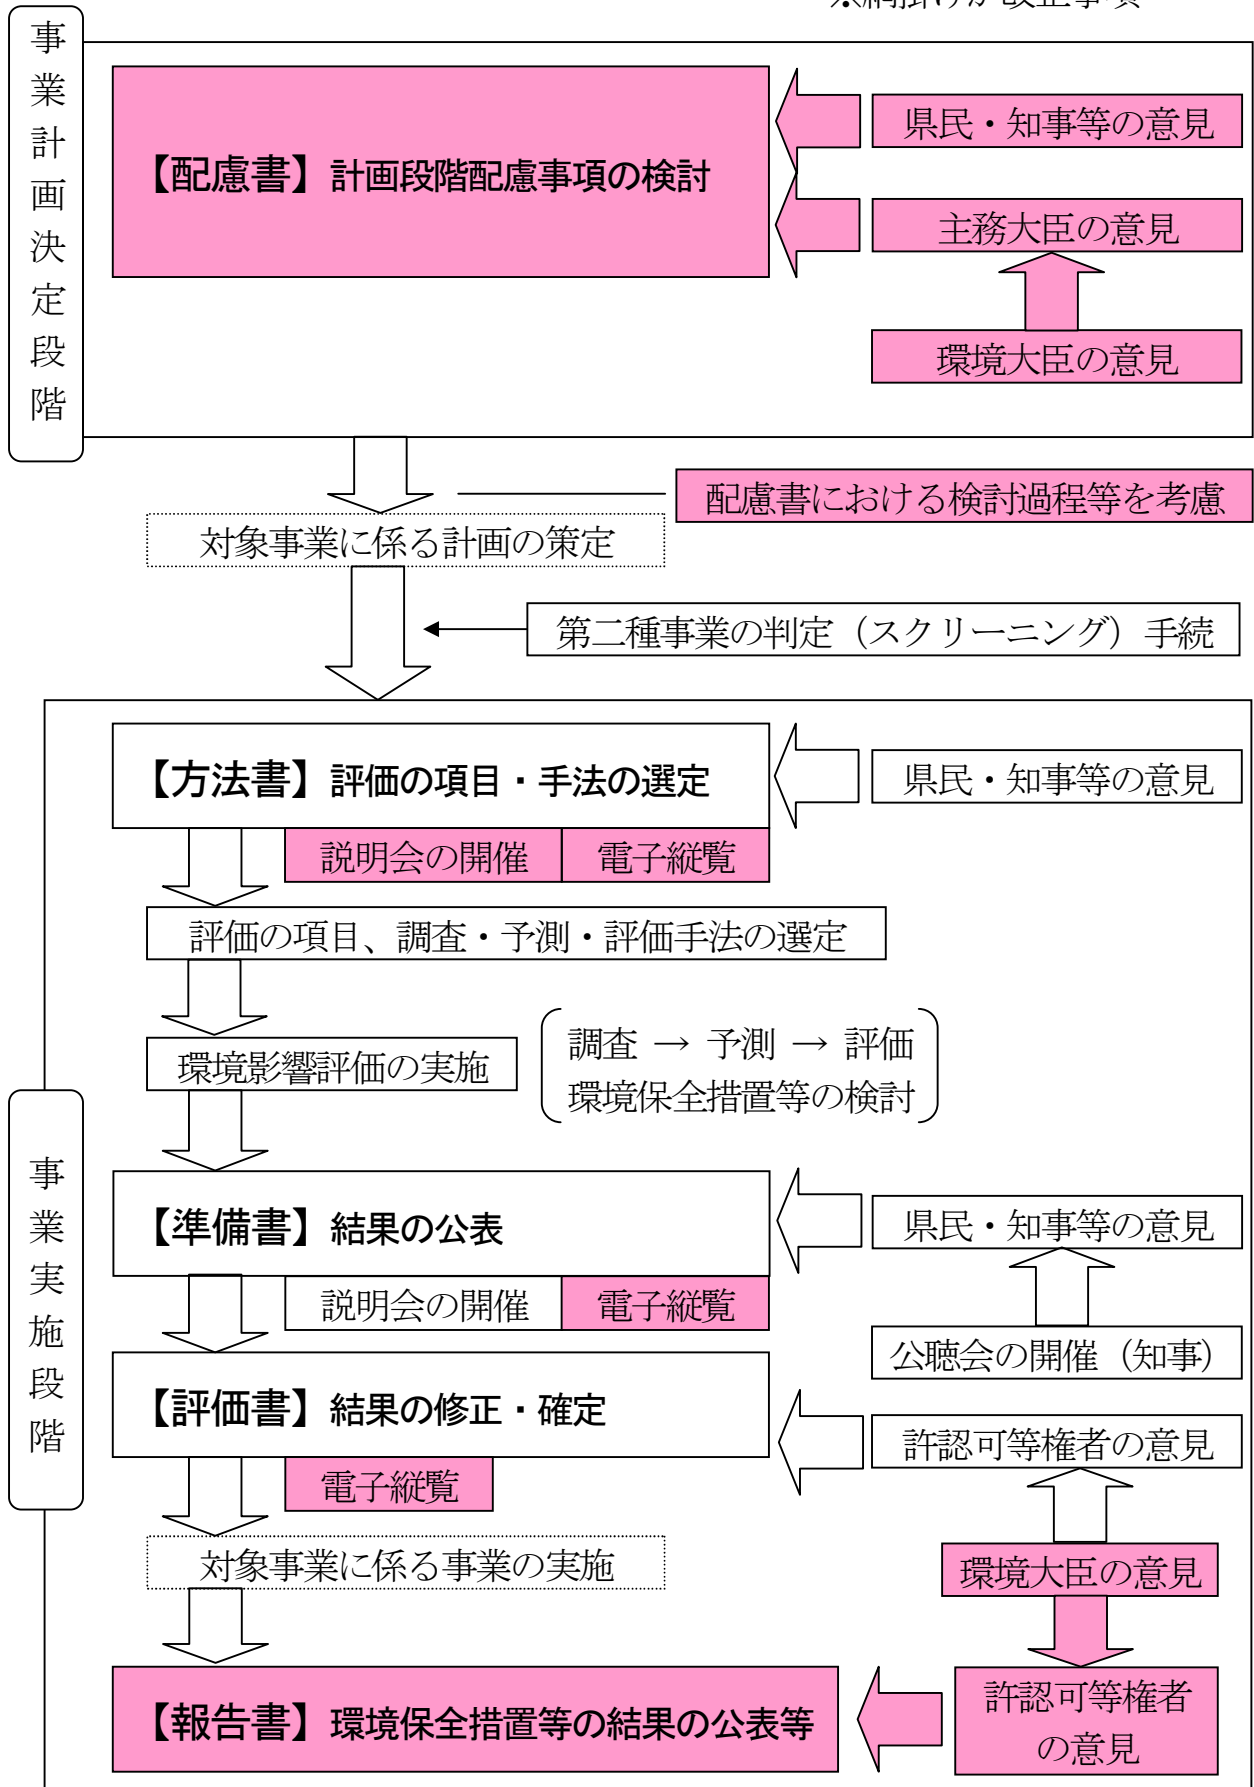 ※網掛けが改正事項
事業計画決定段階
【配慮書】計画段階配慮事項の検討
県民・知事等の意見
主務大臣の意見
環境大臣の意見
配慮書における検討過程等を考慮
対象事業に係る計画の策定
第二種事業の判定（スクリーニング）手続
事業実施段階
【方法書】評価の項目・手法の選定
県民・知事等の意見
説明会の開催
電子縦覧
評価の項目、調査・予測・評価手法の選定
環境影響評価の実施
調査 → 予測 → 評価
環境保全措置等の検討
【準備書】結果の公表
県民・知事等の意見
説明会の開催
電子縦覧
公聴会の開催（知事）
【評価書】結果の修正・確定
許認可等権者の意見
電子縦覧
対象事業に係る事業の実施
環境大臣の意見
【報告書】環境保全措置等の結果の公表等
許認可等権者
の意見